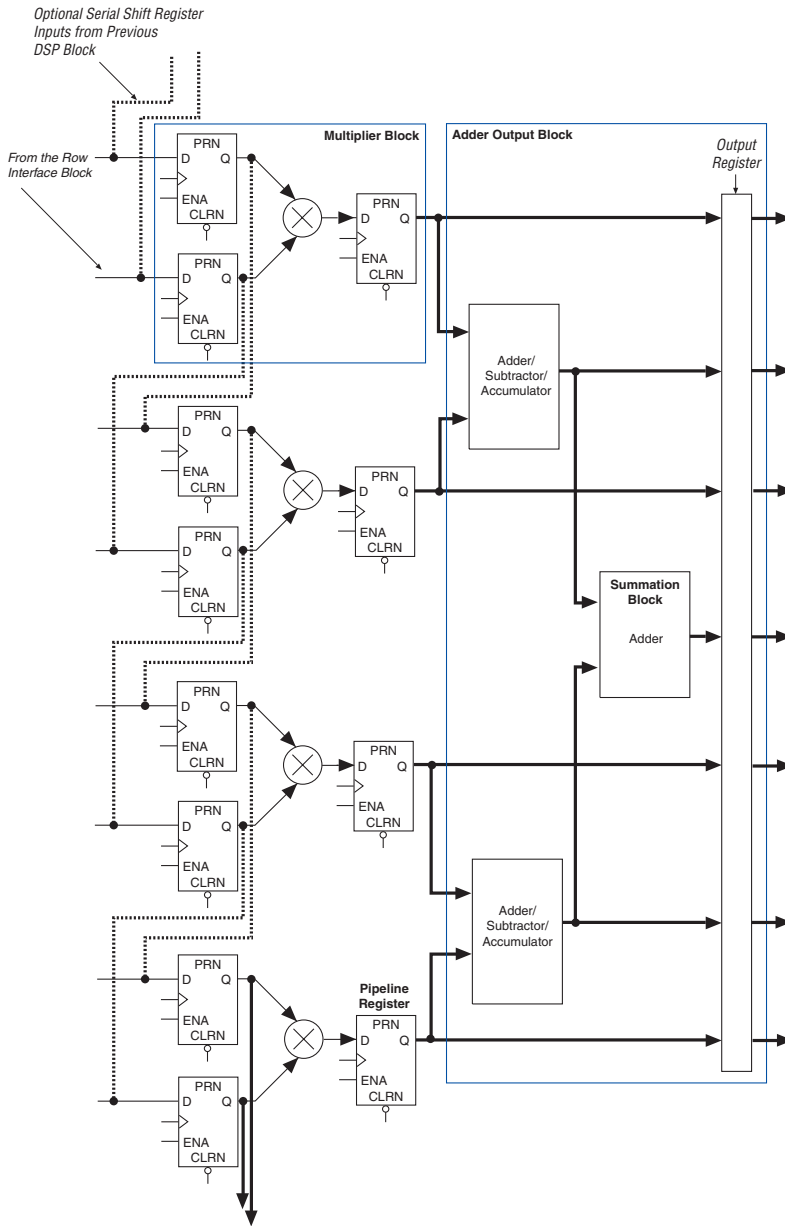 Optional Serial Shift Register
Inputs from Previous
DSP Block
Multiplier Block
Adder Output Block
Output
Register
From the Row
Interface Block
PRN
D Q
ENA
CLRN
PRN
D Q
ENA
CLRN
PRN
D Q
ENA
CLRN
Adder/
Subtractor/
Accumulator
PRN
D Q
ENA
CLRN
PRN
D Q
ENA
CLRN
PRN
D Q
ENA
CLRN
Summation
Block
Adder
PRN
D Q
ENA
CLRN
PRN
D Q
ENA
CLRN
PRN
D Q
ENA
CLRN
Adder/
Subtractor/
Accumulator
PRN
D Q
ENA
CLRN
Pipeline
Register
PRN
D Q
ENA
CLRN
PRN
D Q
ENA
CLRN